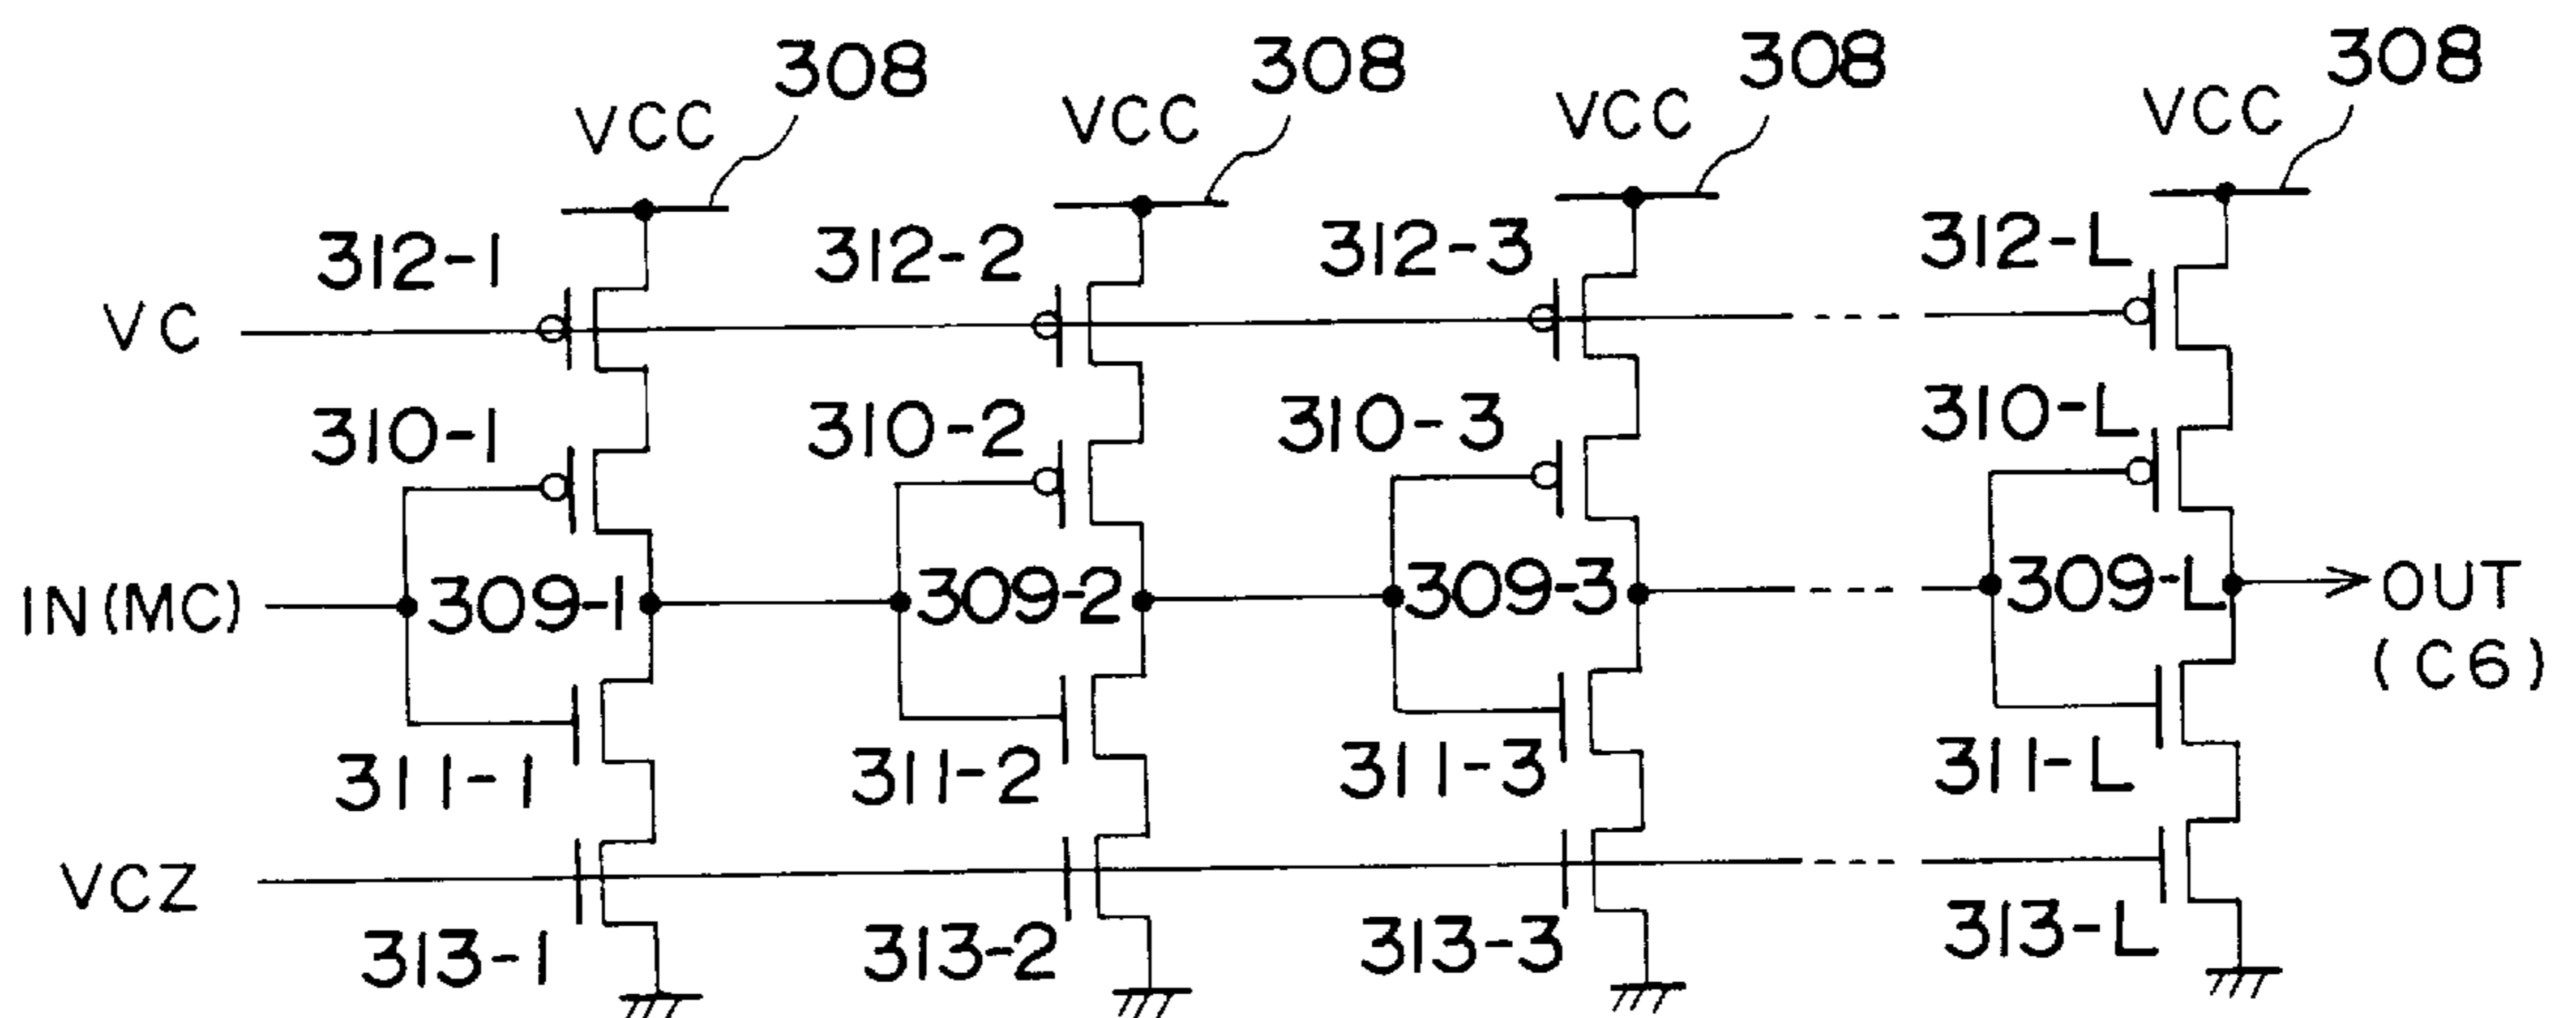 308 308 308 308
VCC VCC VCC VCC
312-1 312-2 312-3 312-L
VC
310-1 310-2 310-3 310-L
IN(MC) 309-1 309-2 309-3 309-L OUT
(C6)
311-1 311-2 311-3 311-L
VCZ
313-1 313-2 313-3 313-L